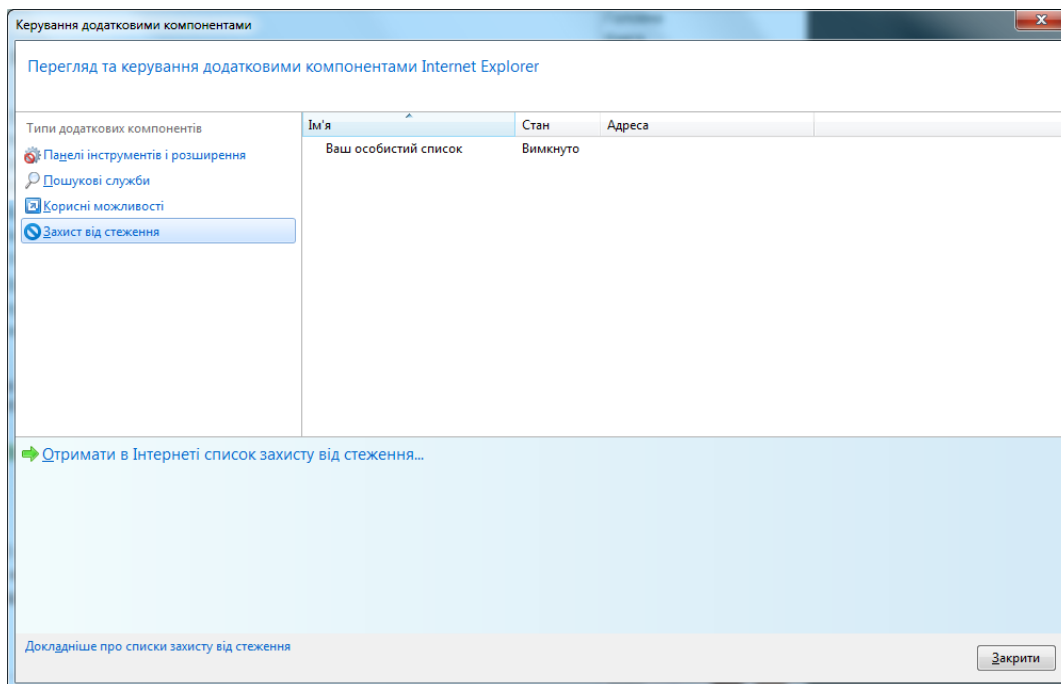 Керування додатковими компонентами
Перегляд та керування додатковими компонентами Internet Explorer
Типи додаткових компонентів
Панелі інструментів і розширення
Пошукові служби
Корисні можливості
Захист від стеження
Ім'я Стан Адреса
Ваш особистий список Вимкнуто
Отримати в Інтернеті список захисту від стеження...
Докладніше про списки захисту від стеження
Закрити